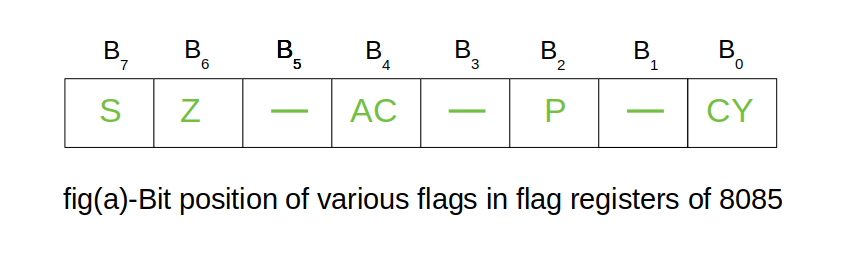 B7 B6 B5 B4 B3 B2 B1 B0
S Z — AC — P — CY
fig(a)-Bit position of various flags in flag registers of 8085